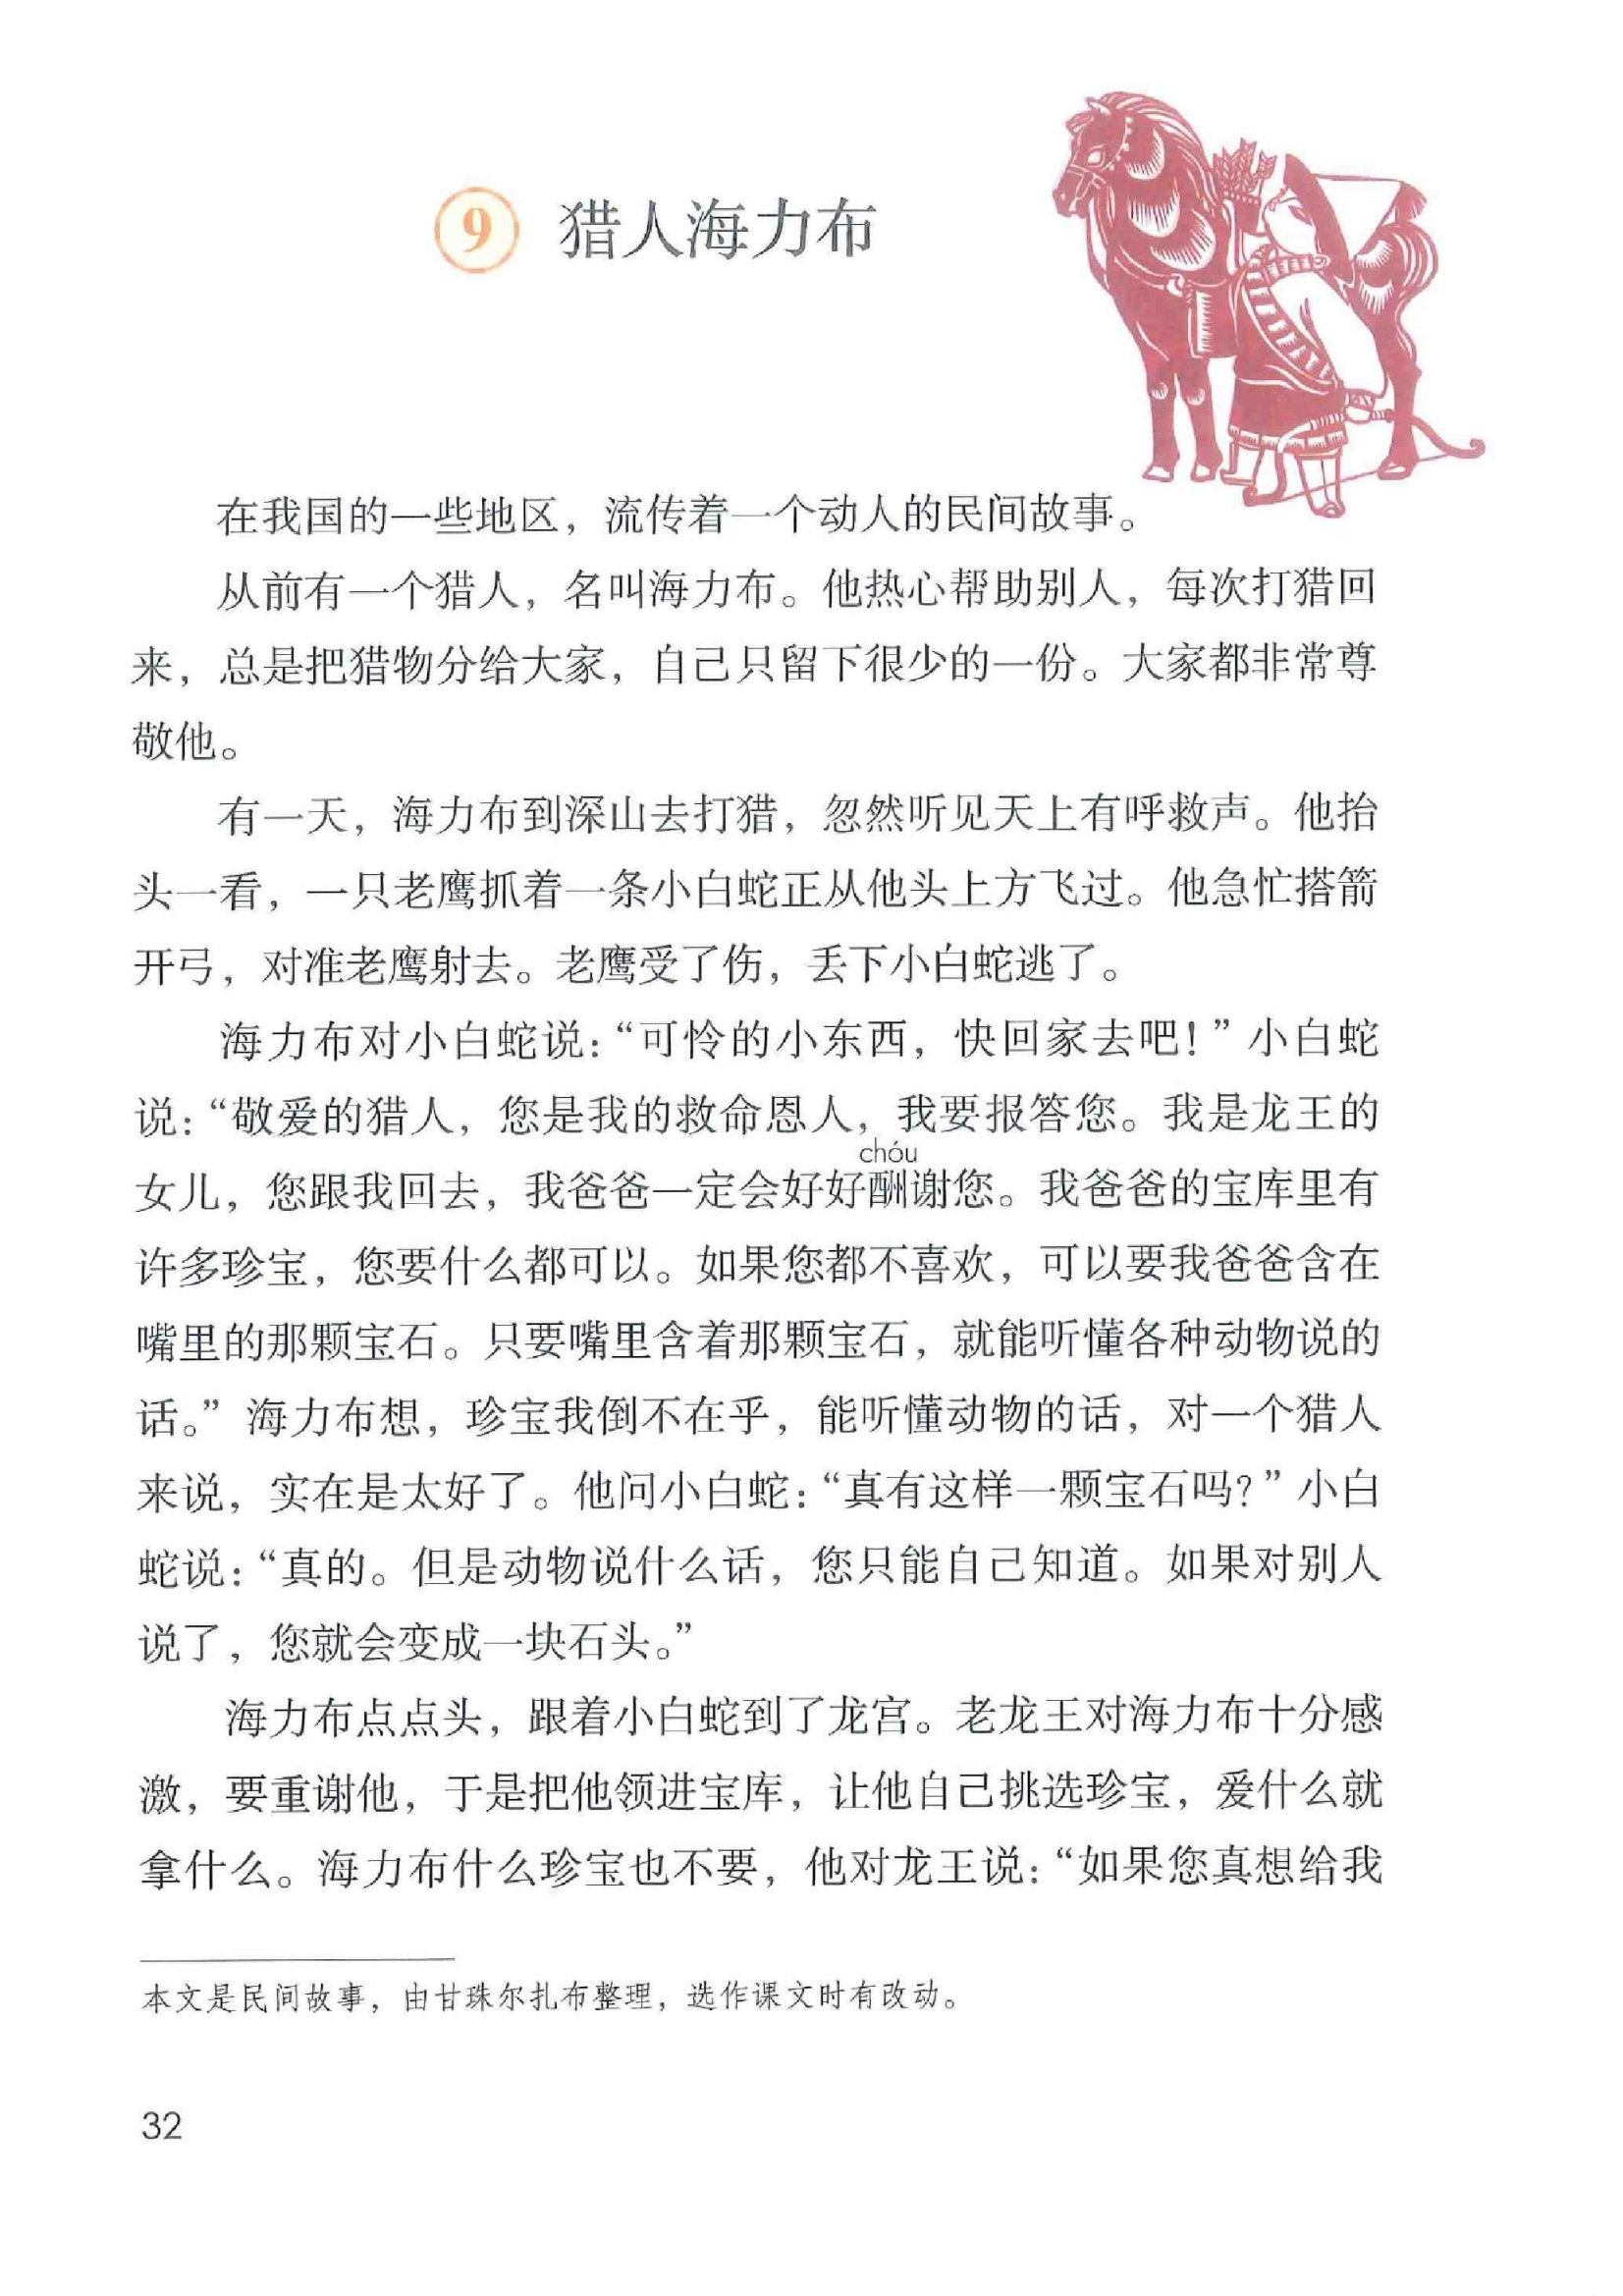 9 猎人海力布
在我国的一些地区，流传着一个动人的民间故事。
从前有一个猎人，名叫海力布。他热心帮助别人，每次打猎回
来，总是把猎物分给大家，自己只留下很少的一份。大家都非常尊
敬他。
有一天，海力布到深山去打猎，忽然听见天上有呼救声。他抬
头一看，一只老鹰抓着一条小白蛇正从他头上方飞过。他急忙搭箭
开弓，对准老鹰射去。老鹰受了伤，丢下小白蛇逃了。
海力布对小白蛇说：“可怜的小东西，快回家去吧！”小白蛇
说：“敬爱的猎人，您是我的救命恩人，我要报答您。我是龙王的
chóu
女儿，您跟我回去，我爸爸一定会好好酬谢您。我爸爸的宝库里有
许多珍宝，您要什么都可以。如果您都不喜欢，可以要我爸爸含在
嘴里的那颗宝石。只要嘴里含着那颗宝石，就能听懂各种动物说的
话。”海力布想，珍宝我倒不在乎，能听懂动物的话，对一个猎人
来说，实在是太好了。他问小白蛇：“真有这样一颗宝石吗？”小白
蛇说：“真的。但是动物说什么话，您只能自己知道。如果对别人
说了，您就会变成一块石头。”
海力布点点头，跟着小白蛇到了龙宫。老龙王对海力布十分感
激，要重谢他，于是把他领进宝库，让他自己挑选珍宝，爱什么就
拿什么。海力布什么珍宝也不要，他对龙王说：“如果您真想给我
本文是民间故事，由甘珠尔扎布整理，选作课文时有改动。
32